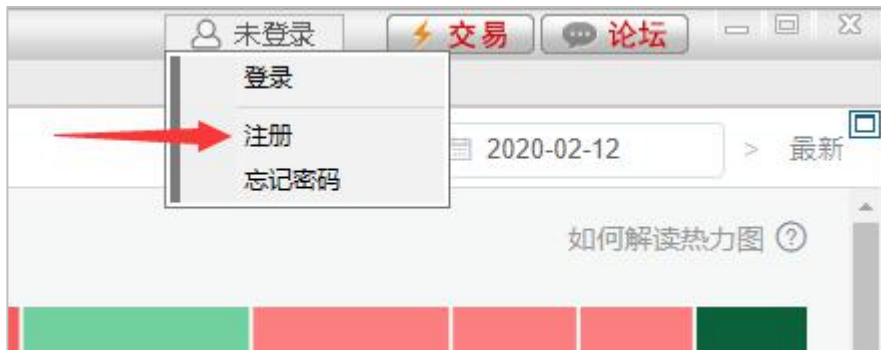 未登录 交易 论坛
登录
注册
2020-02-12 > 最新
忘记密码
如何解读热力图 ?